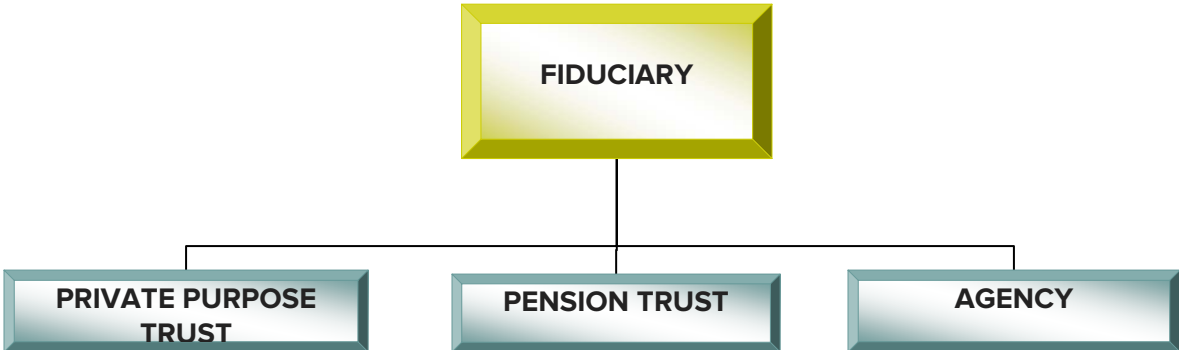 FIDUCIARY
PRIVATE PURPOSE
TRUST
PENSION TRUST
AGENCY